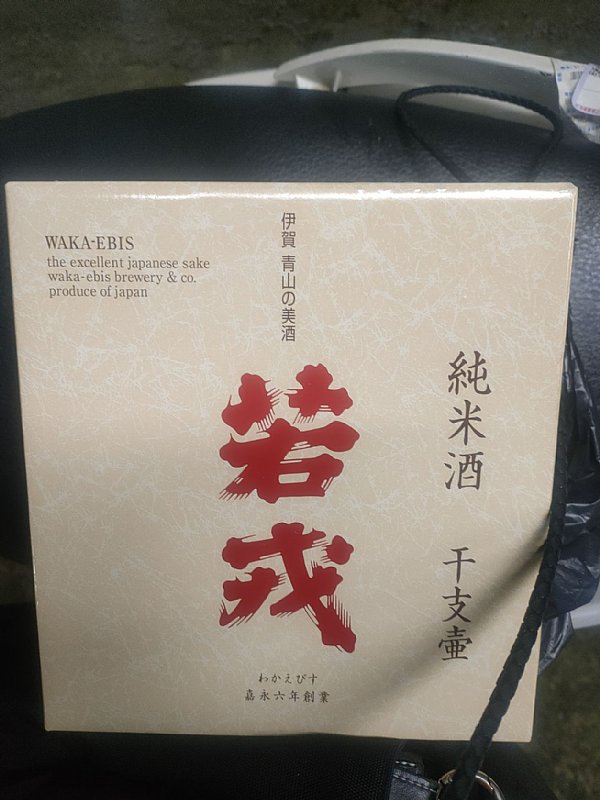 WAKA-EBIS
the excellent japanese sake
waka-ebis brewery & co.
produce of japan
伊賀 青山の美酒
純米酒 干支壷
若戎
わかえびす
嘉永六年創業